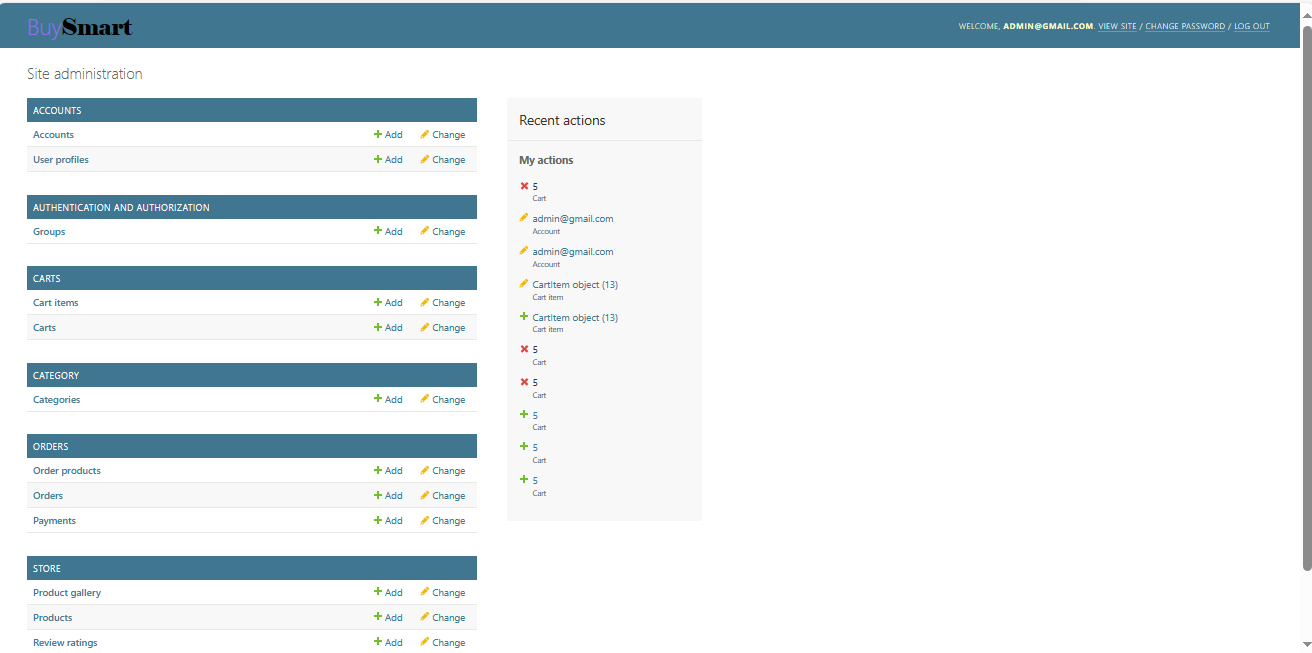 BuySmart
WELCOME, ADMIN@GMAIL.COM. VIEW SITE / CHANGE PASSWORD / LOG OUT
Site administration
ACCOUNTS
Accounts Add Change
User profiles Add Change
AUTHENTICATION AND AUTHORIZATION
Groups Add Change
CARTS
Cart items Add Change
Carts Add Change
CATEGORY
Categories Add Change
ORDERS
Order products Add Change
Orders Add Change
Payments Add Change
STORE
Product gallery Add Change
Products Add Change
Review ratings Add Change
Recent actions
My actions
5
Cart
admin@gmail.com
Account
admin@gmail.com
Account
CartItem object (13)
Cart item
CartItem object (13)
Cart item
5
Cart
5
Cart
5
Cart
5
Cart
5
Cart